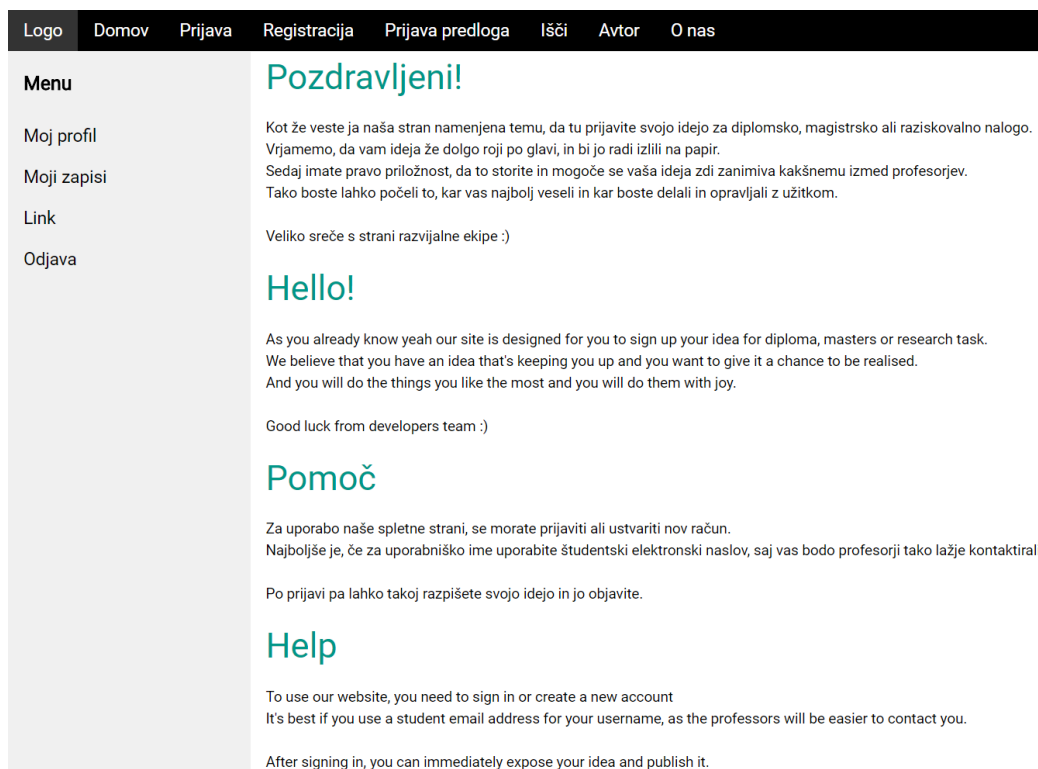 Logo Domov Prijava Registracija Prijava predloga Išči Avtor O nas
Menu
Moj profil
Moji zapisi
Link
Odjava
Pozdravljeni!
Kot že veste ja naša stran namenjena temu, da tu prijavite svojo idejo za diplomsko, magistrsko ali raziskovalno nalogo.
Vrjamemo, da vam ideja že dolgo roji po glavi, in bi jo radi izlili na papir.
Sedaj imate pravo priložnost, da to storite in mogoče se vaša ideja zdi zanimiva kakšnemu izmed profesorjev.
Tako boste lahko počeli to, kar vas najbolj veseli in kar boste delali in opravljali z užitkom.
Veliko sreče s strani razvijalne ekipe :)
Hello!
As you already know yeah our site is designed for you to sign up your idea for diploma, masters or research task.
We believe that you have an idea that's keeping you up and you want to give it a chance to be realised.
And you will do the things you like the most and you will do them with joy.
Good luck from developers team :)
Pomoč
Za uporabo naše spletne strani, se morate prijaviti ali ustvariti nov račun.
Najboljše je, če za uporabniško ime uporabite študentski elektronski naslov, saj vas bodo profesorji tako lažje kontaktiral
Po prijavi pa lahko takoj razpišete svojo idejo in jo objavite.
Help
To use our website, you need to sign in or create a new account
It's best if you use a student email address for your username, as the professors will be easier to contact you.
After signing in, you can immediately expose your idea and publish it.